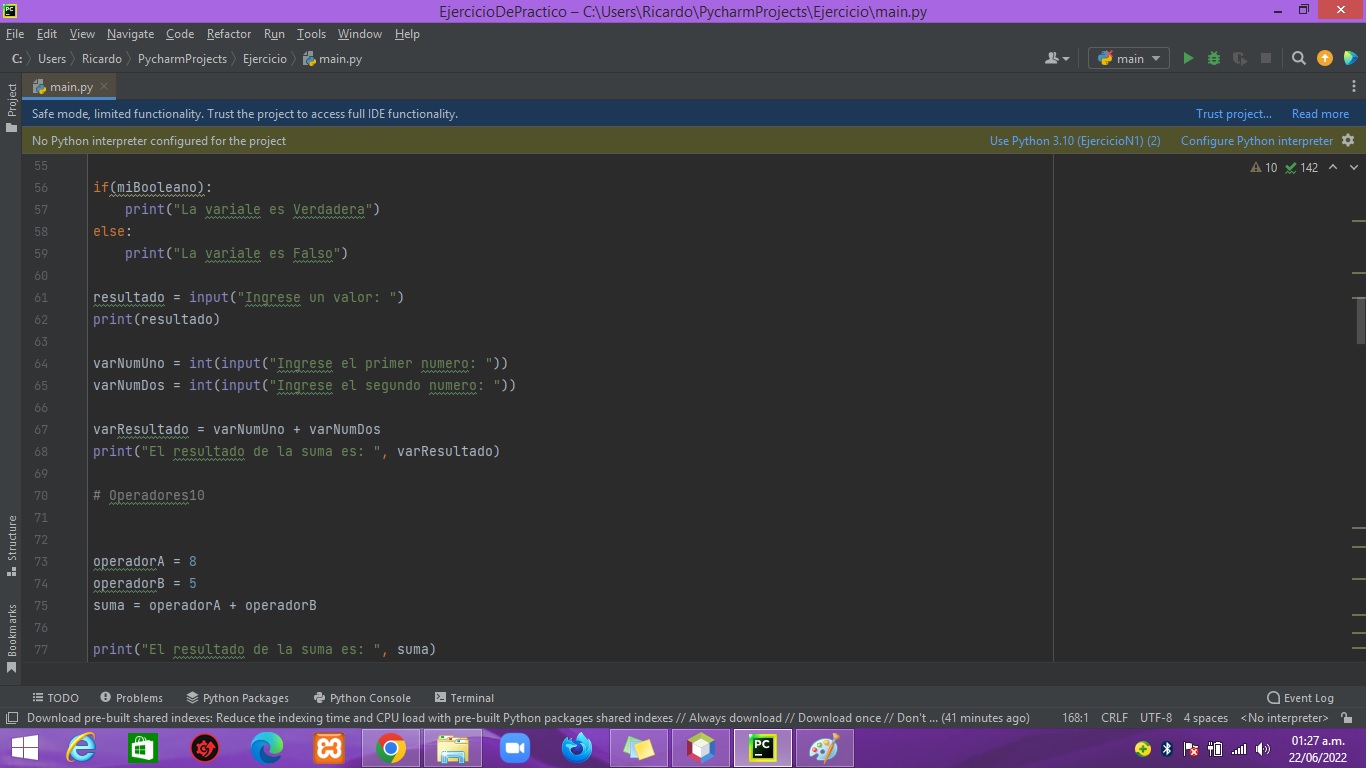 EjercicioDePractico – C:\Users\Ricardo\PycharmProjects\Ejercicio\main.py
File Edit View Navigate Code Refactor Run Tools Window Help
C: Users Ricardo PycharmProjects Ejercicio main.py main
Project
main.py
Safe mode, limited functionality. Trust the project to access full IDE functionality. Trust project... Read more
No Python interpreter configured for the project Use Python 3.10 (EjercicioN1) (2) Configure Python interpreter
10 142
55
56 if(miBooleano):
57     print("La variale es Verdadera")
58 else:
59     print("La variale es Falso")
60
61 resultado = input("Ingrese un valor: ")
62 print(resultado)
63
64 varNumUno = int(input("Ingrese el primer numero: "))
65 varNumDos = int(input("Ingrese el segundo numero: "))
66
67 varResultado = varNumUno + varNumDos
68 print("El resultado de la suma es: ", varResultado)
69
70 # Operadores10
71
72
73 operadorA = 8
74 operadorB = 5
75 suma = operadorA + operadorB
76
77 print("El resultado de la suma es: ", suma)
Structure
Bookmarks
TODO Problems Python Packages Python Console Terminal Event Log
Download pre-built shared indexes: Reduce the indexing time and CPU load with pre-built Python packages shared indexes // Always download // Download once // Don't ... (41 minutes ago) 168:1 CRLF UTF-8 4 spaces <No interpreter>
PC
01:27 a.m.
22/06/2022